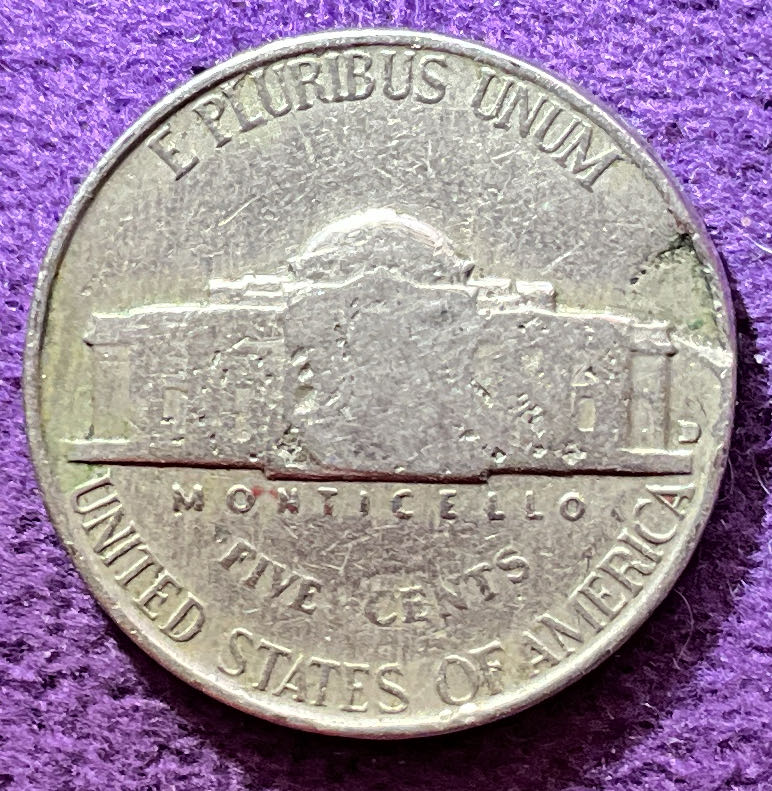 E PLURIBUS UNUM
D
MONTICELLO
FIVE CENTS
UNITED STATES OF AMERICA